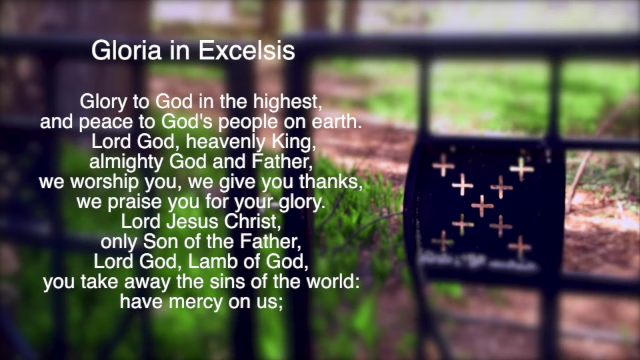 Gloria in Excelsis
Glory to God in the highest,
and peace to God's people on earth.
Lord God, heavenly King,
almighty God and Father,
we worship you, we give you thanks,
we praise you for your glory.
Lord Jesus Christ,
only Son of the Father,
Lord God, Lamb of God,
you take away the sins of the world:
have mercy on us;